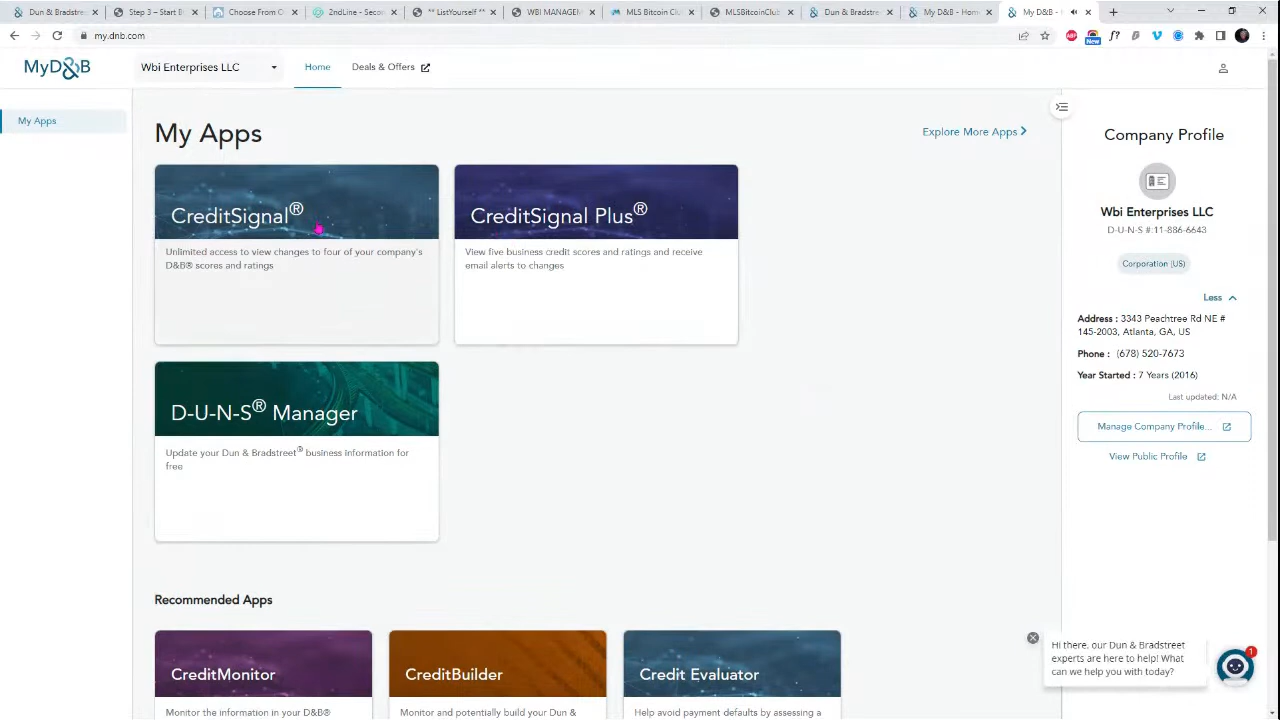 Dun & Bradstre
Step 3 – Start B
Choose From O
2ndLine - Secon
** ListYourself **
WBI MANAGEM
MLS Bitcoin Clu
MLSBitcoinClub
Dun & Bradstre
My D&B - Home
My D&B -
my.dnb.com
New
MyD&B
Wbi Enterprises LLC
Home
Deals & Offers
My Apps
My Apps
Explore More Apps
CreditSignal®
Unlimited access to view changes to four of your company's
D&B® scores and ratings
CreditSignal Plus®
View five business credit scores and ratings and receive
email alerts to changes
D-U-N-S® Manager
Update your Dun & Bradstreet® business information for
free
Recommended Apps
CreditMonitor
Monitor the information in your D&B®
CreditBuilder
Monitor and potentially build your Dun &
Credit Evaluator
Help avoid payment defaults by assessing a
Company Profile
Wbi Enterprises LLC
D-U-N-S #:11-886-6643
Corporation (US)
Less
Address : 3343 Peachtree Rd NE #
145-2003, Atlanta, GA, US
Phone : (678) 520-7673
Year Started : 7 Years (2016)
Last updated: N/A
Manage Company Profile...
View Public Profile
Hi there, our Dun & Bradstreet
experts are here to help! What
can we help you with today?
1